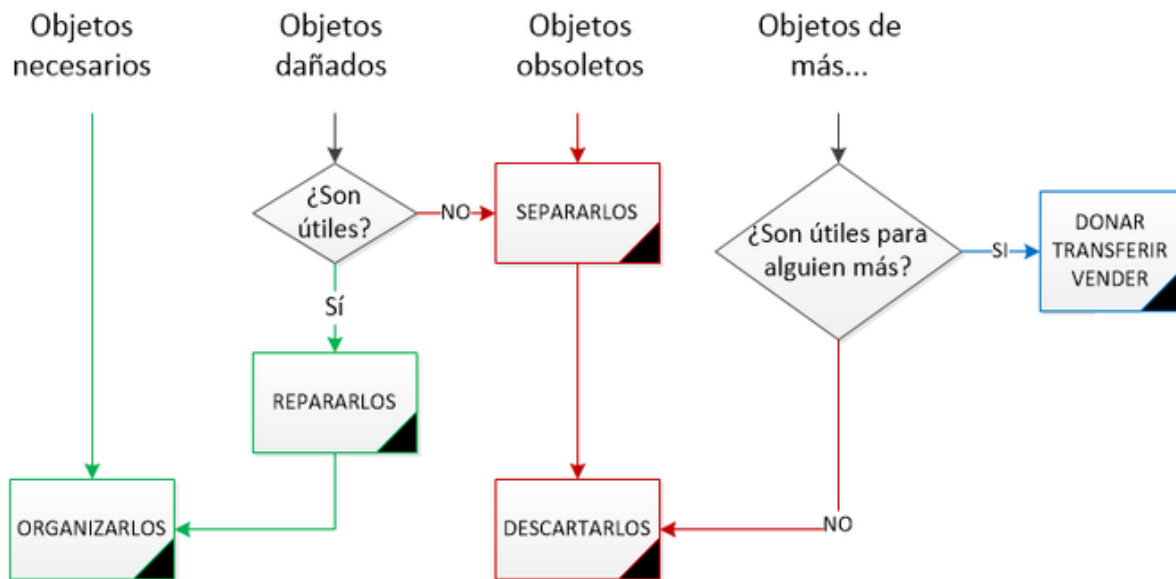 Objetos
necesarios
Objetos
dañados
Objetos
obsoletos
Objetos de
más...
¿Son
útiles?
NO
SEPARARLOS
¿Son útiles para
alguien más?
SI
DONAR
TRANSFERIR
VENDER
Sí
REPARARLOS
ORGANIZARLOS
DESCARTARLOS
NO